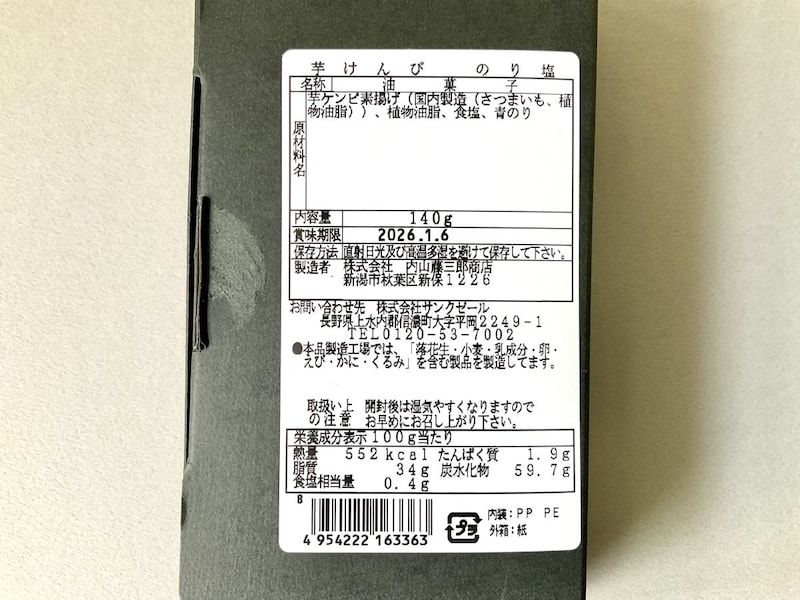 芋けんぴ のり塩
名称 油菓子
原材料名 芋ケンピ素揚げ（国内製造（さつまいも、植
物油脂））、植物油脂、食塩、青のり
内容量 140g
賞味期限 2026.1.6
保存方法 直射日光及び高温多湿を避けて保存して下さい。
製造者 株式会社 内山藤三郎商店
新潟市秋葉区新保1226
お問い合わせ先 株式会社サンクゼール
長野県上水内郡信濃町大字平岡2249-1
TEL0120-53-7002
●本品製造工場では、「落花生・小麦・乳成分・卵・
えび・かに・くるみ」を含む製品を製造してます。
取扱い上 開封後は湿気やすくなりますので
の注意 お早めにお召し上がり下さい。
栄養成分表示100g当たり
熱量 552kcal たんぱく質 1.9g
脂質 34g 炭水化物 59.7g
食塩相当量 0.4g
8
4 954222 163363
プラ
内装：PP PE
外箱：紙